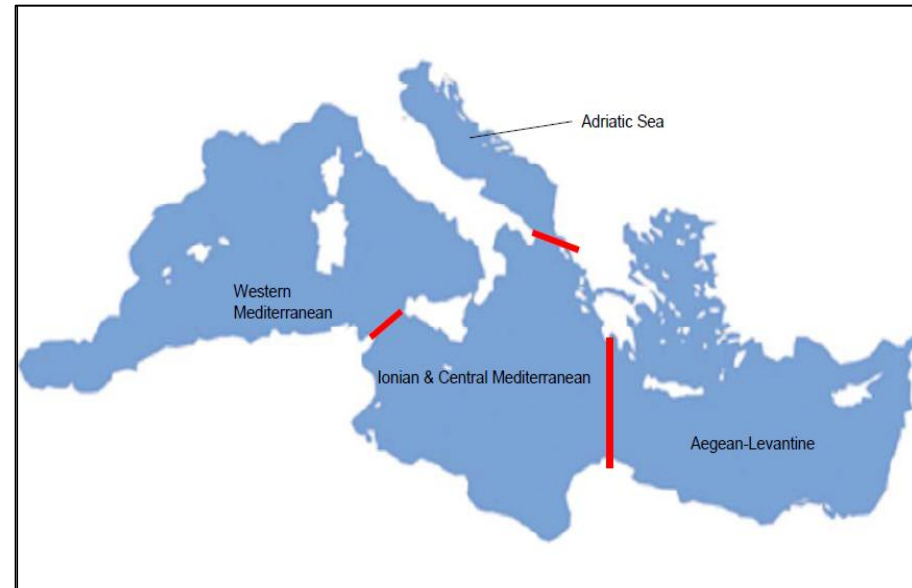 Adriatic Sea
Western
Mediterranean
Ionian & Central Mediterranean
Aegean-Levantine